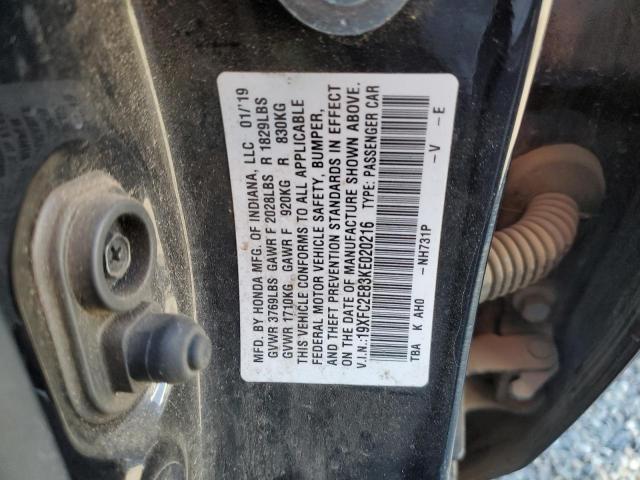 MFD. BY HONDA MFG. OF INDIANA, LLC 01/'19
GVWR 3769LBS GAWR F 2028LBS R 1829LBS
GVWR 1710KG GAWR F 920KG R 830KG
THIS VEHICLE CONFORMS TO ALL APPLICABLE
FEDERAL MOTOR VEHICLE SAFETY, BUMPER,
AND THEFT PREVENTION STANDARDS IN EFFECT
ON THE DATE OF MANUFACTURE SHOWN ABOVE.
V.I.N.:19XFC2E83KE020216 TYPE: PASSENGER CAR
TBA K AH0 -NH731P -V -E